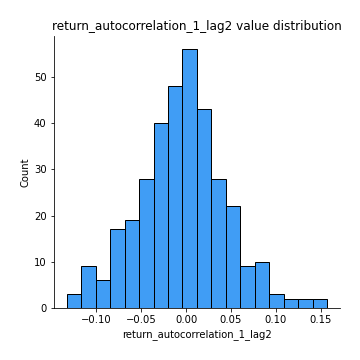 return_autocorrelation_1_lag2 value distribution
Count
50
40
30
20
10
0
−0.10 −0.05 0.00 0.05 0.10 0.15
return_autocorrelation_1_lag2